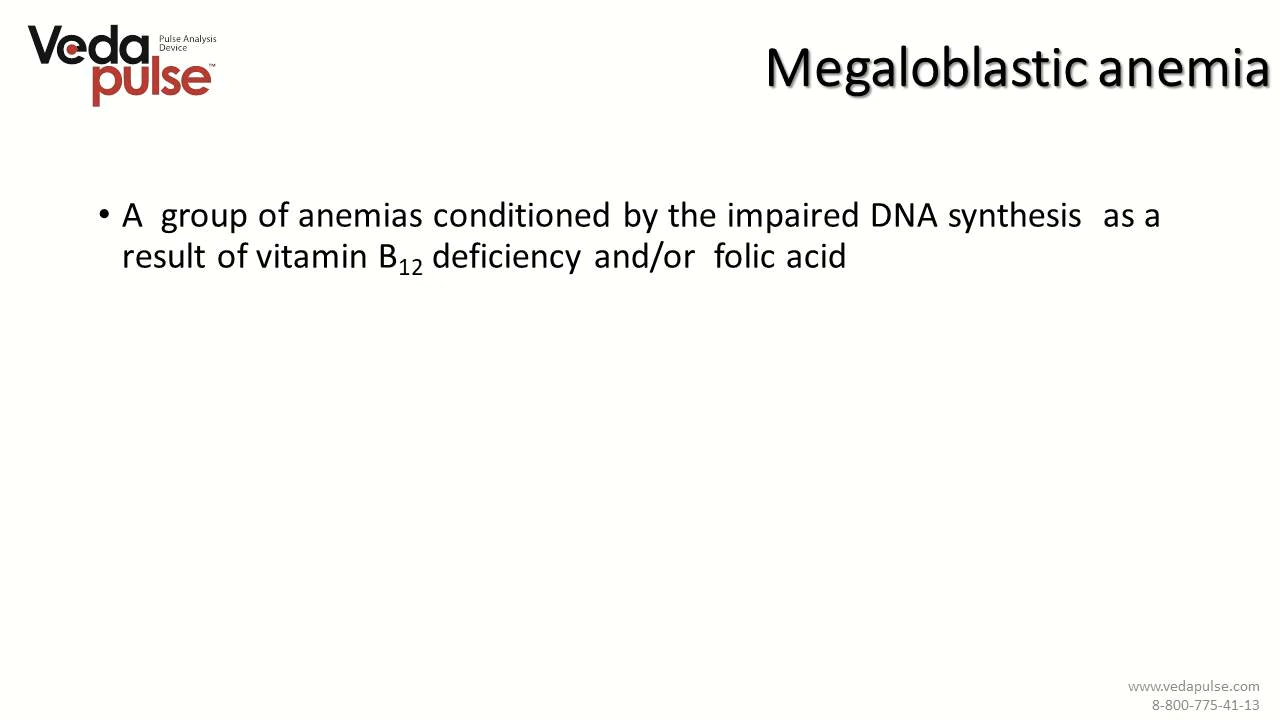 Veda
pulse™
Pulse Analysis
Device
Megaloblastic anemia
• A group of anemias conditioned by the impaired DNA synthesis as a
result of vitamin B₁₂ deficiency and/or folic acid
www.vedapulse.com
8-800-775-41-13